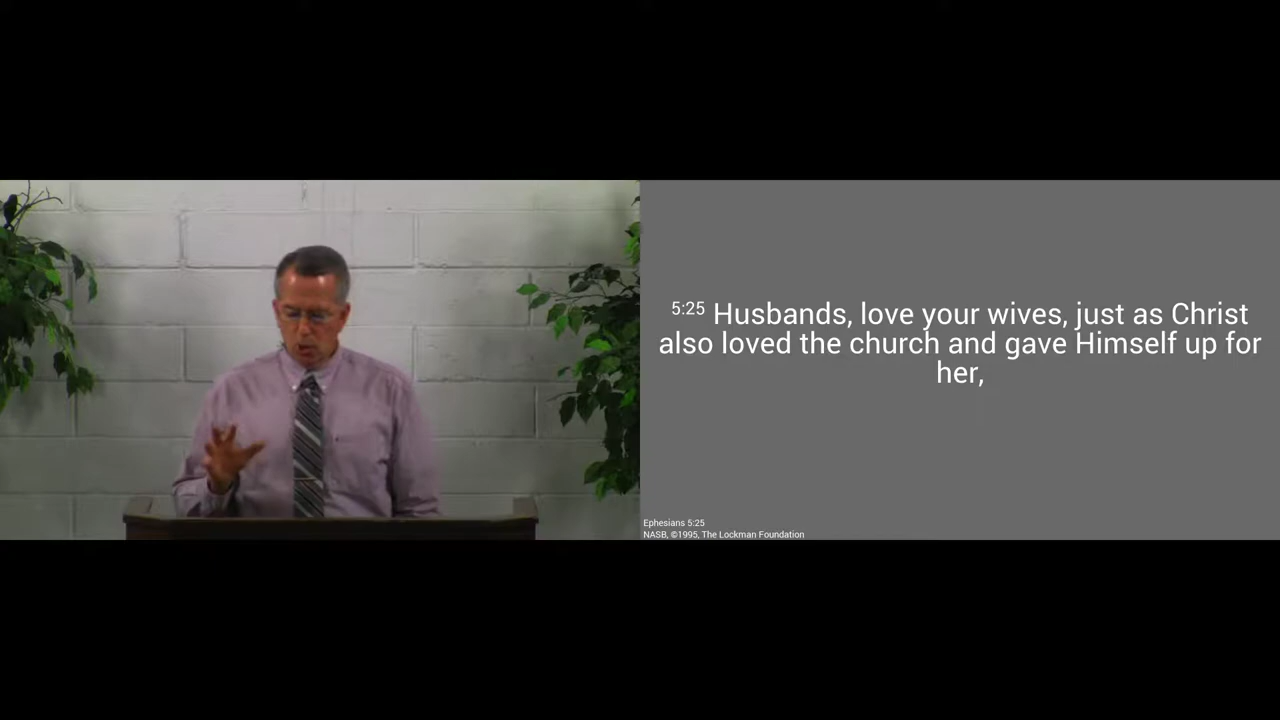 5:25 Husbands, love your wives, just as Christ
also loved the church and gave Himself up for
her,
Ephesians 5:25
NASB, ©1995, The Lockman Foundation